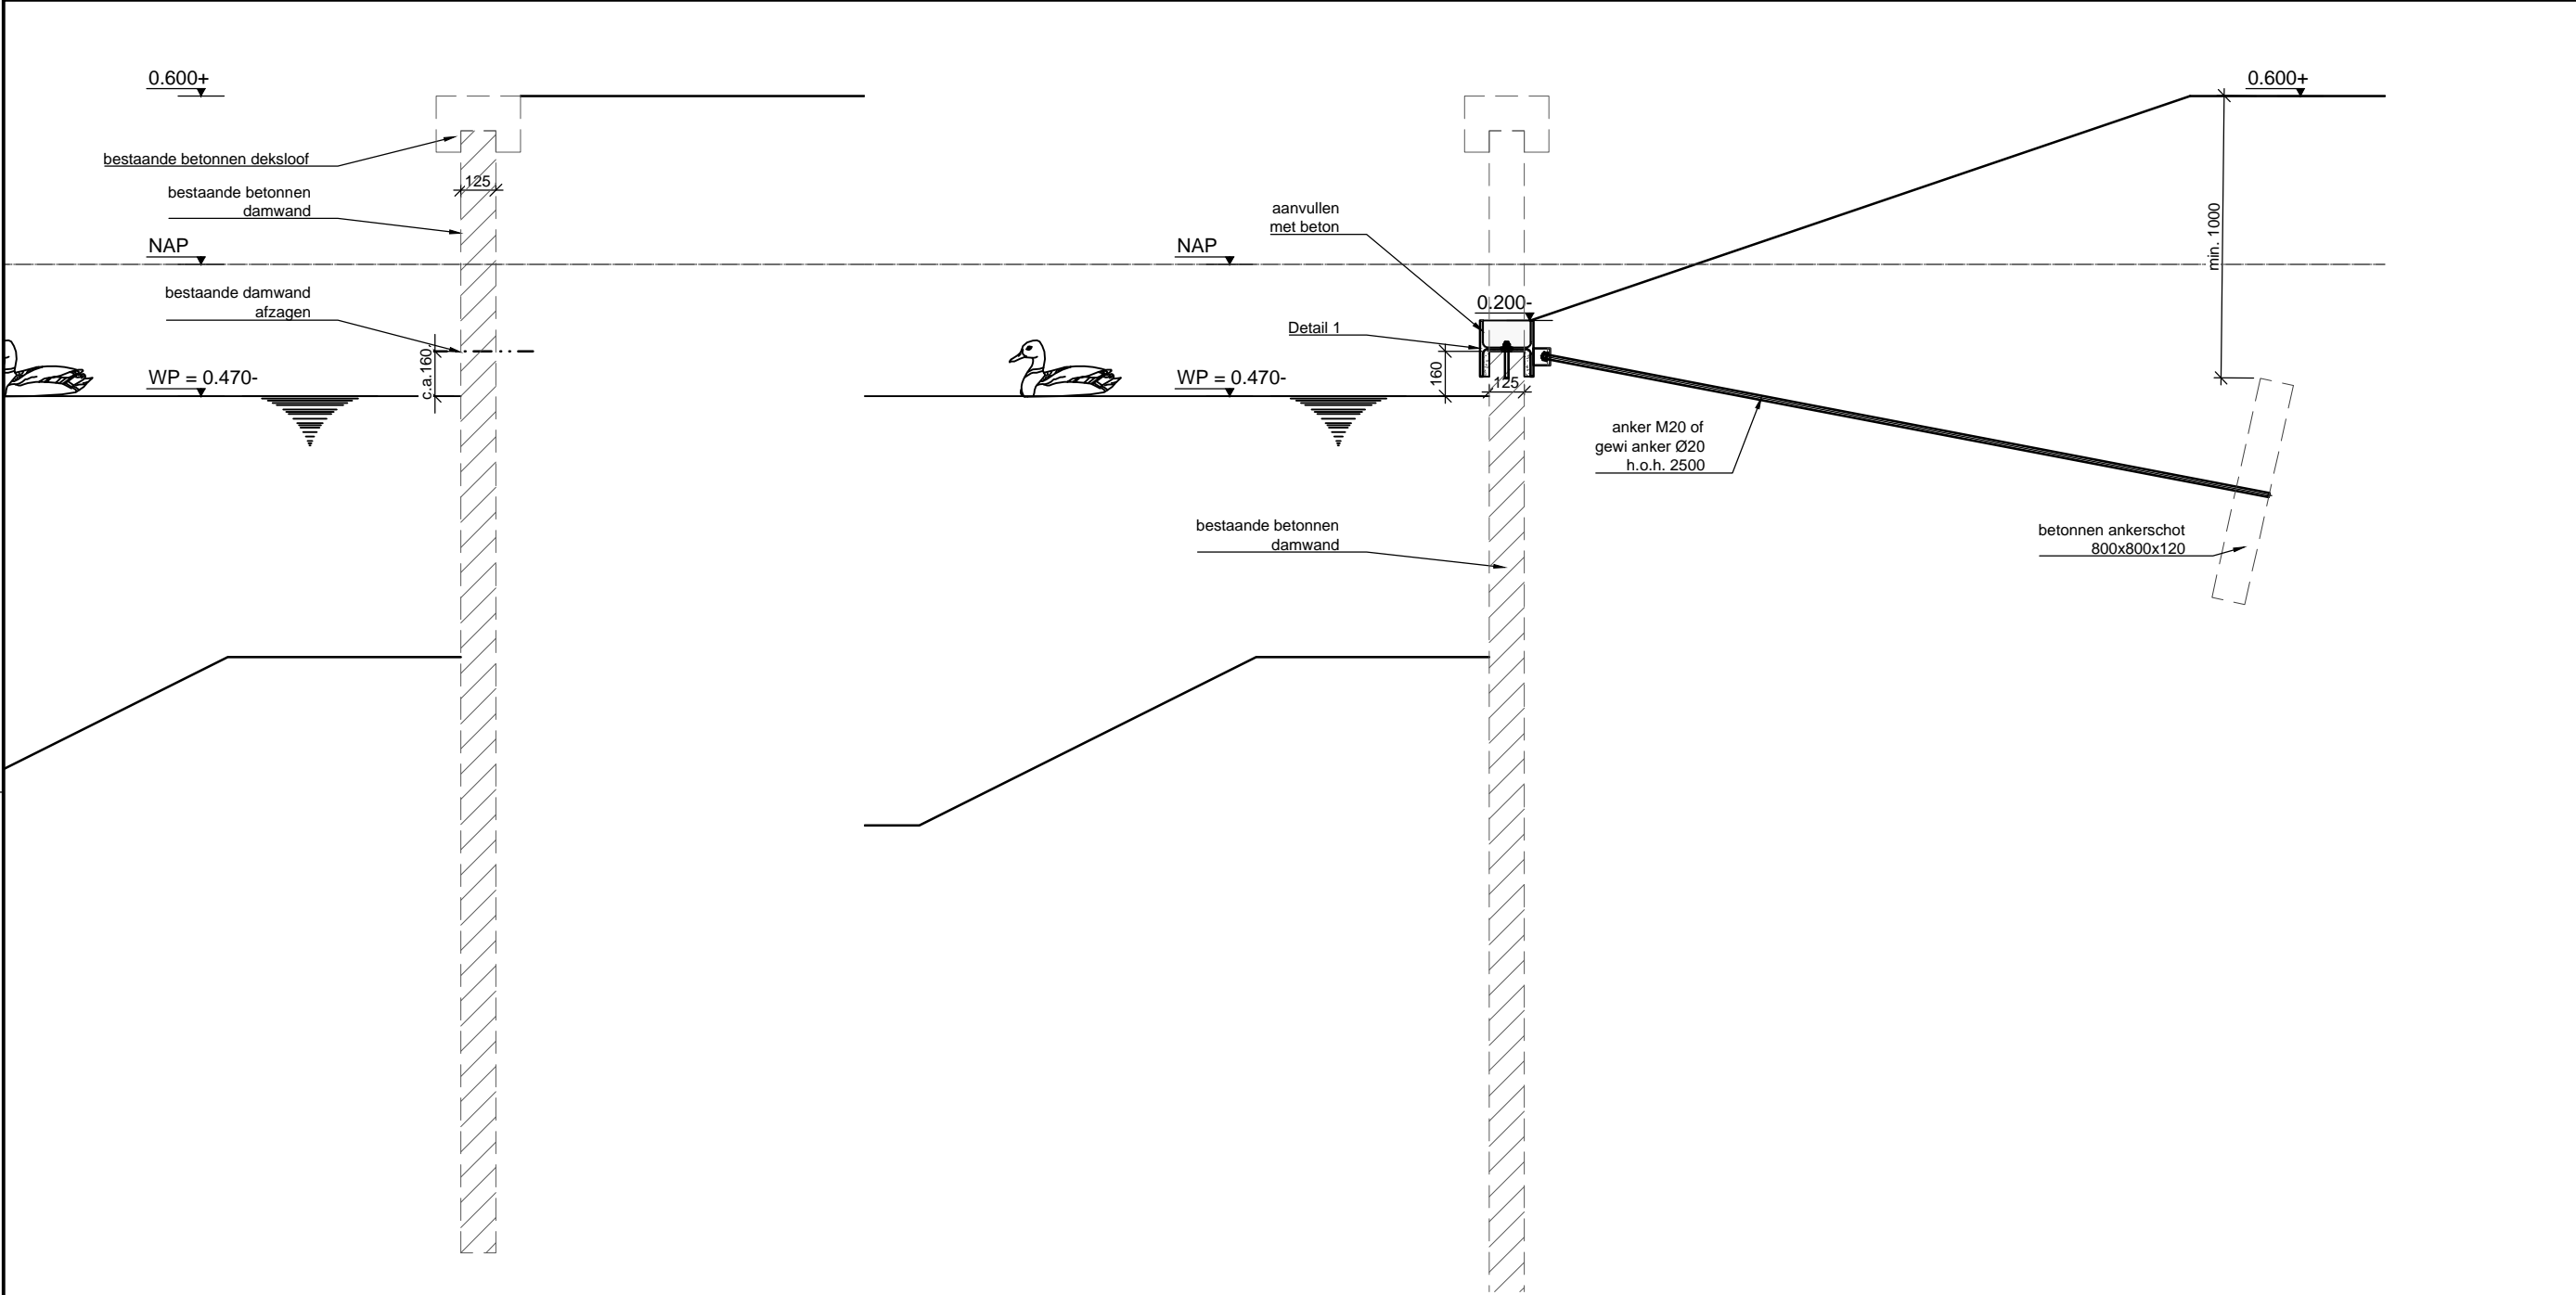 0.600+
bestaande betonnen deksloof
125
bestaande betonnen
damwand
NAP
bestaande damwand
afzagen
c.a.160.
WP = 0.470-
0.600+
min. 1000
aanvullen
met beton
NAP
0.200-
Detail 1
160
WP = 0.470-
125
anker M20 of
gewi anker Ø20
h.o.h. 2500
bestaande betonnen
damwand
betonnen ankerschot
800x800x120